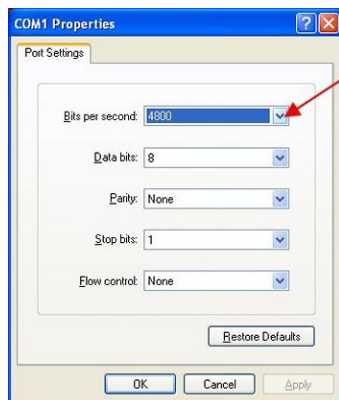 COM1 Properties
Port Settings
Bits per second: 4800
Data bits: 8
Parity: None
Stop bits: 1
Flow control: None
Restore Defaults
OK Cancel Apply